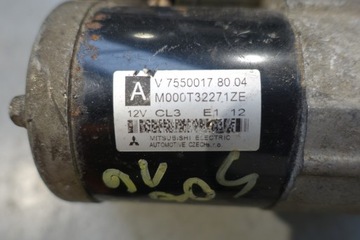 A
V 7550017 80 04
M000T32271ZE
12V CL3 E1 12
MITSUBISHI ELECTRIC
AUTOMOTIVE CZECH s.r.o.